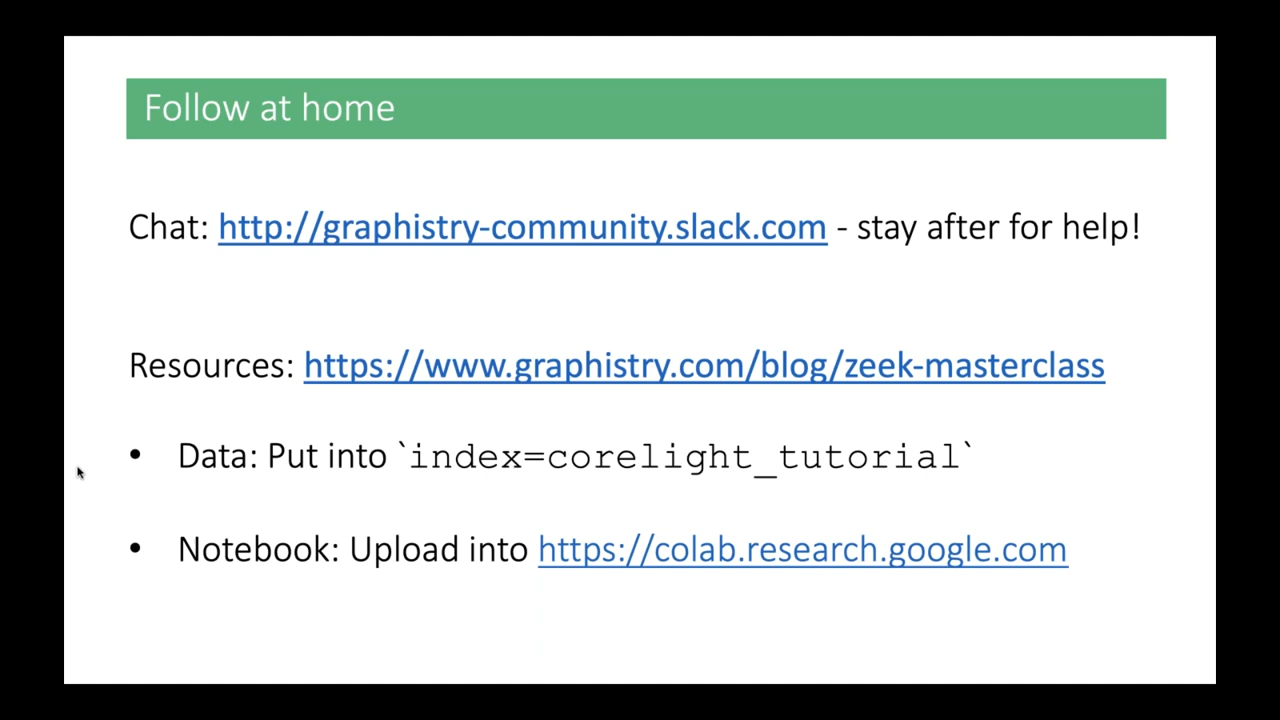 Follow at home
Chat: http://graphistry-community.slack.com - stay after for help!
Resources: https://www.graphistry.com/blog/zeek-masterclass
• Data: Put into `index=corelight_tutorial`
• Notebook: Upload into https://colab.research.google.com